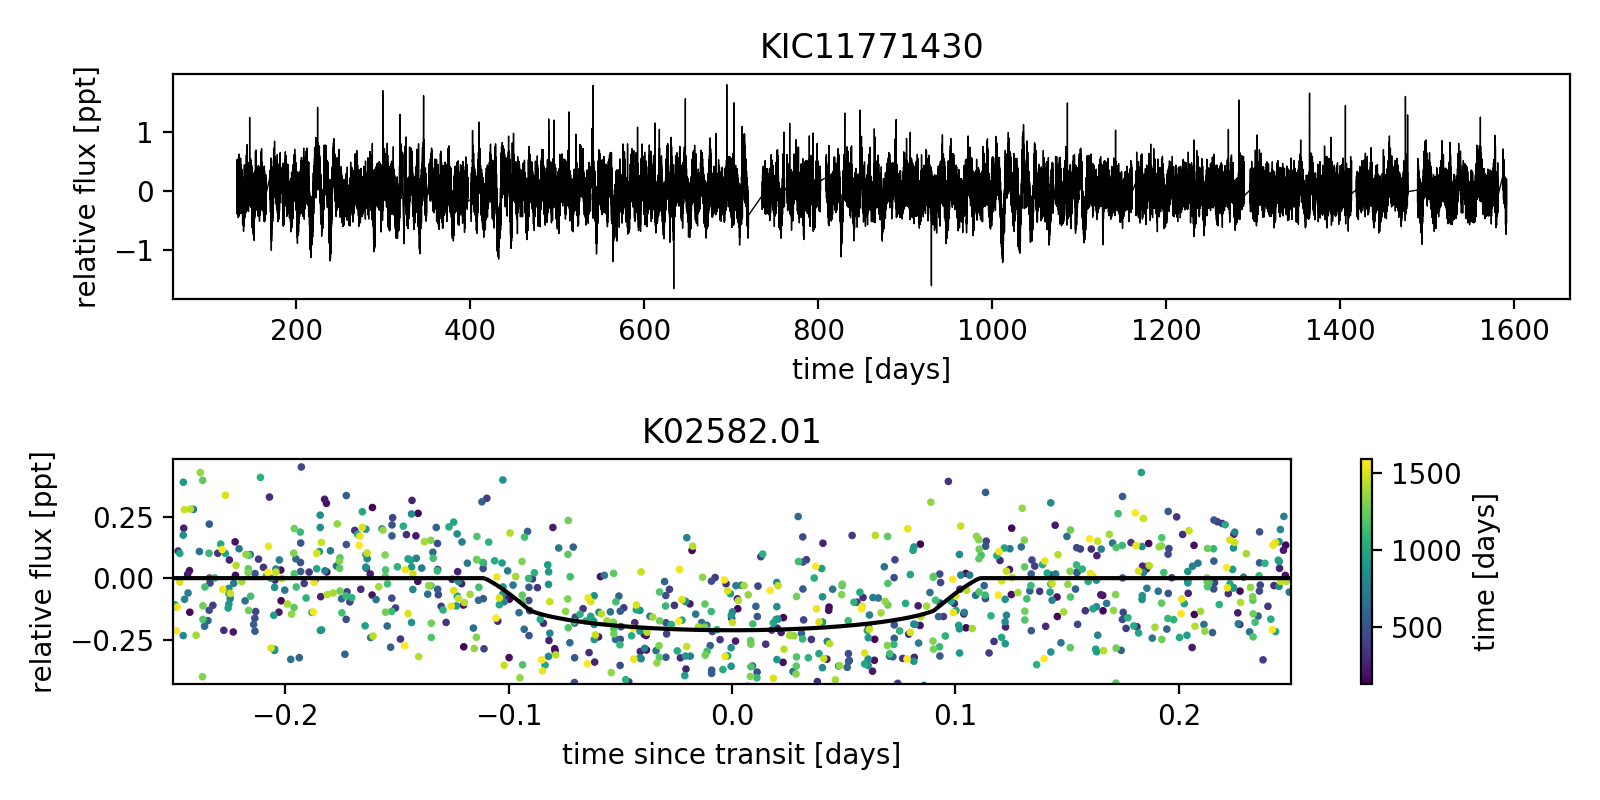 KIC11771430
relative flux [ppt]
1
0
−1
200 400 600 800 1000 1200 1400 1600
time [days]
K02582.01
relative flux [ppt]
0.25
0.00
−0.25
−0.2 −0.1 0.0 0.1 0.2
time since transit [days]
1500
1000
500
time [days]